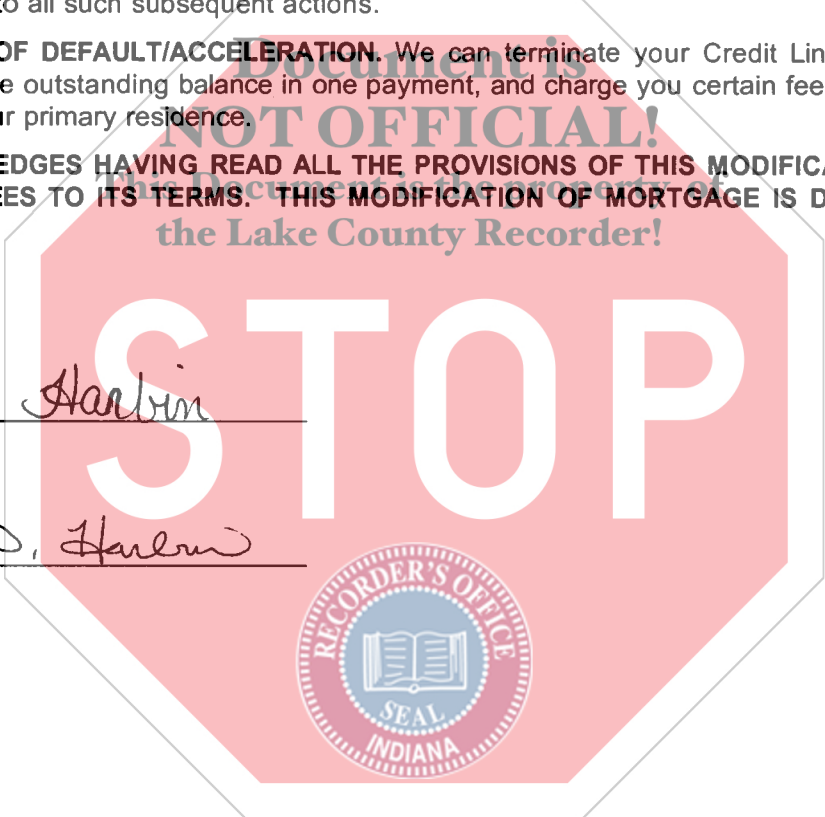 o all such subsequent actions.
OF DEFAULT/ACCELERATION. We can terminate your Credit Lin
Document is
e outstanding balance in one payment, and charge you certain fee
r primary residence.
NOT OFFICIAL!
EDGES HAVING READ ALL THE PROVISIONS OF THIS MODIFICA
This Document is the property of
EES TO ITS TERMS. THIS MODIFICATION OF MORTGAGE IS D
the Lake County Recorder!
STOP
Harbin
D. Harbin
RECORDER'S OFFICE
SEAL
INDIANA